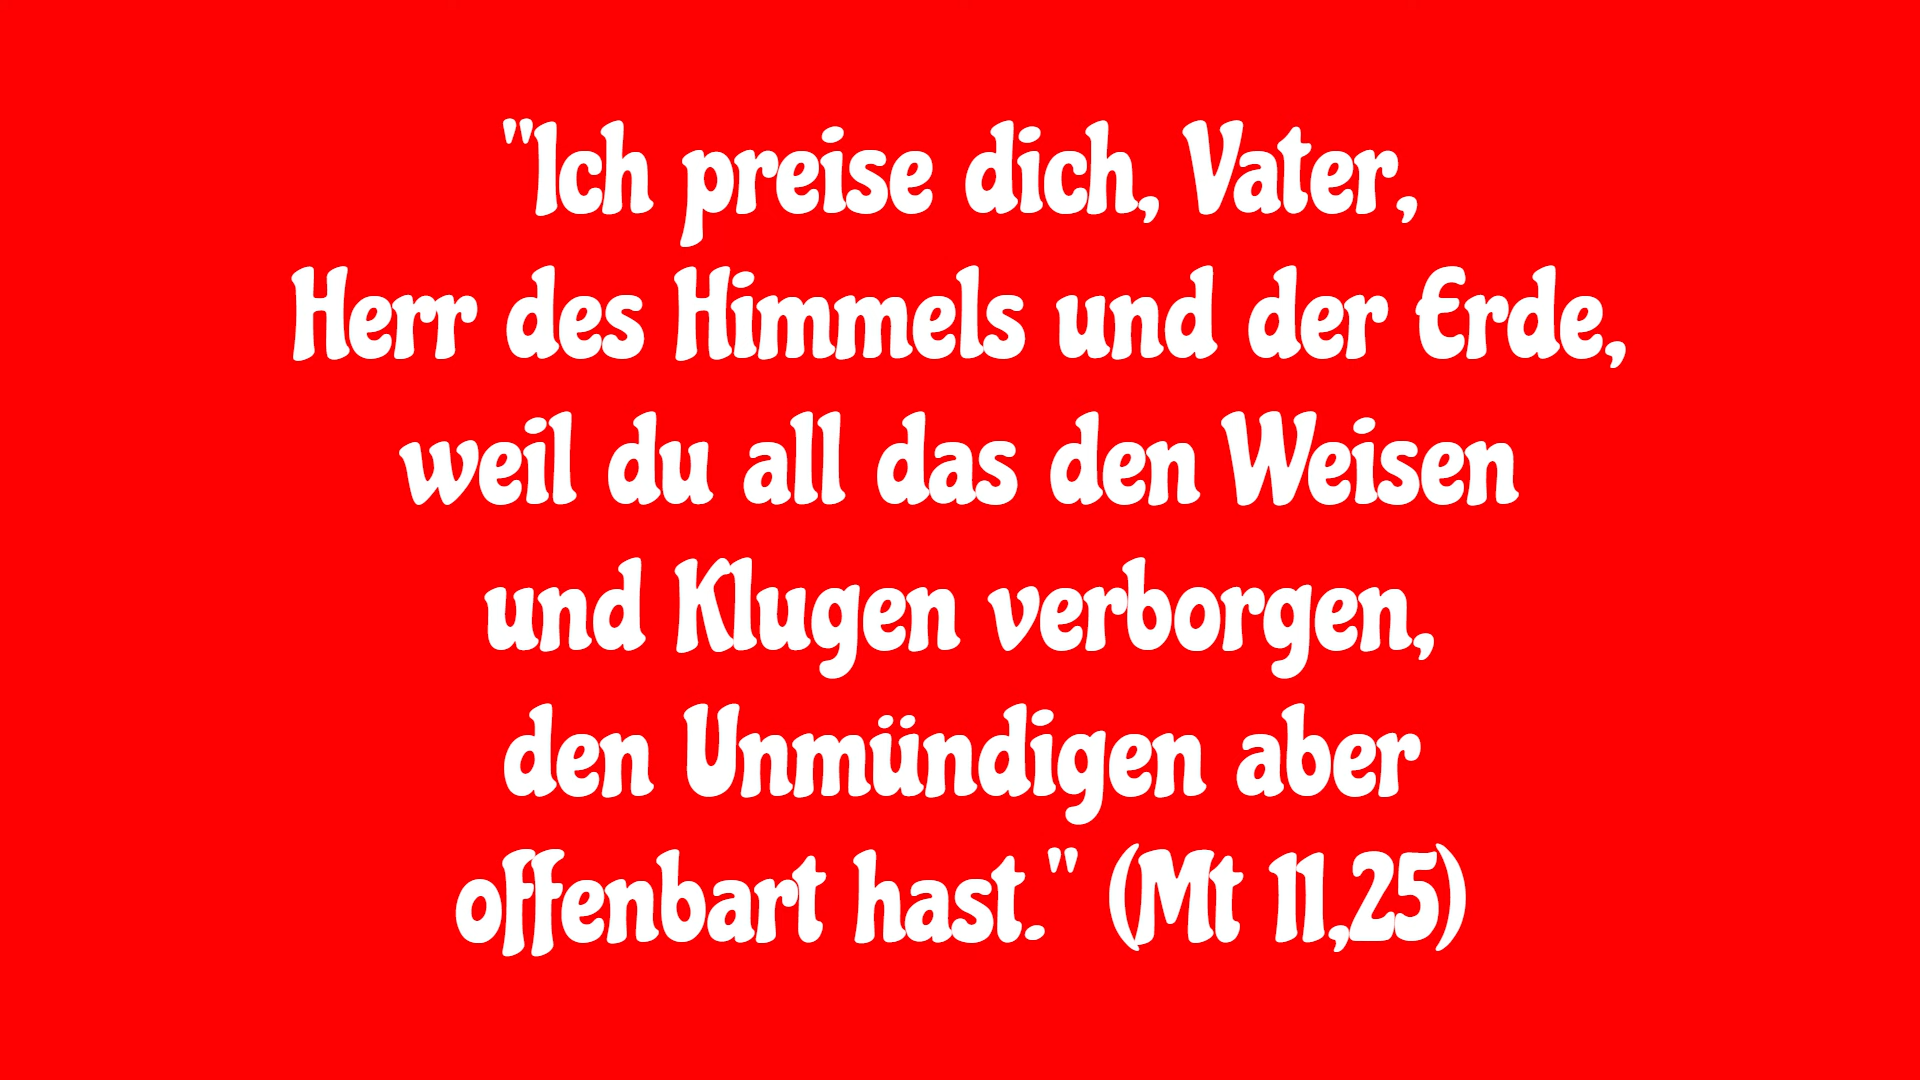 "Ich preise dich, Vater,
Herr des Himmels und der Erde,
weil du all das den Weisen
und Klugen verborgen,
den Unmündigen aber
offenbart hast." (Mt 11,25)